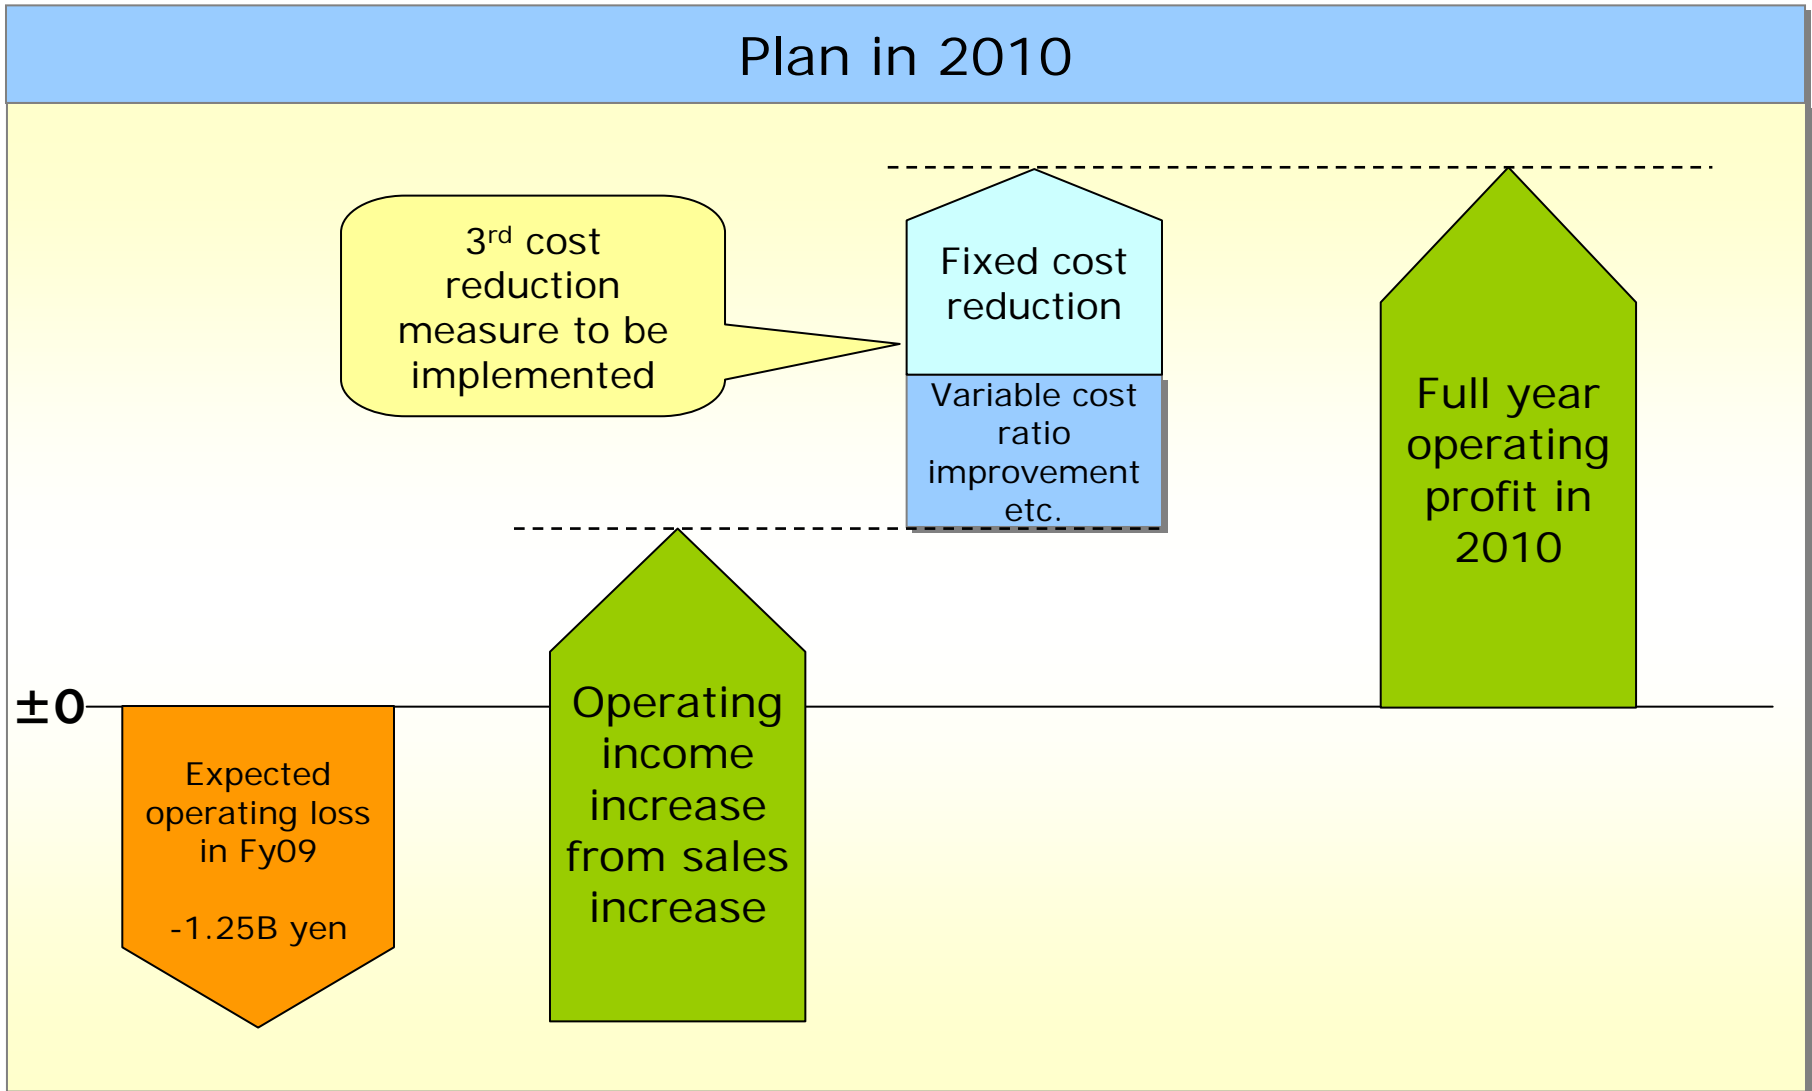 Plan in 2010
3rd cost
reduction
measure to be
implemented
Fixed cost
reduction
Variable cost
ratio
improvement
etc.
Full year
operating
profit in
2010
±0
Operating
income
increase
from sales
increase
Expected
operating loss
in Fy09
-1.25B yen